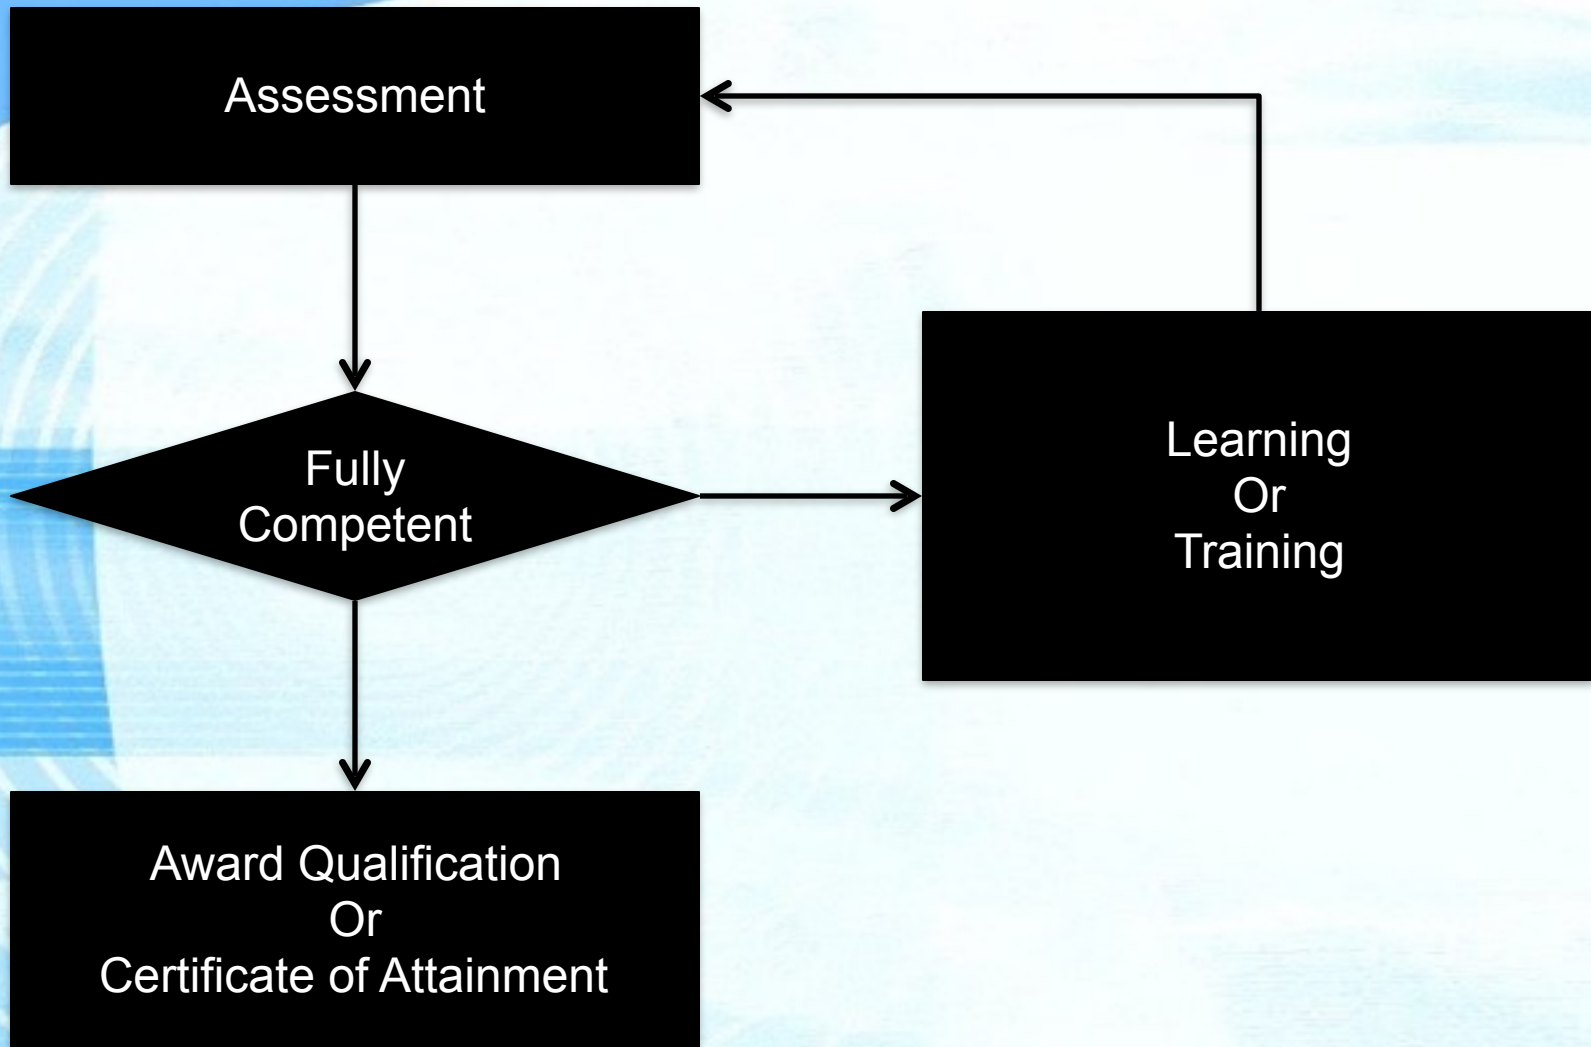 Assessment
Fully
Competent
Learning
Or
Training
Award Qualification
Or
Certificate of Attainment